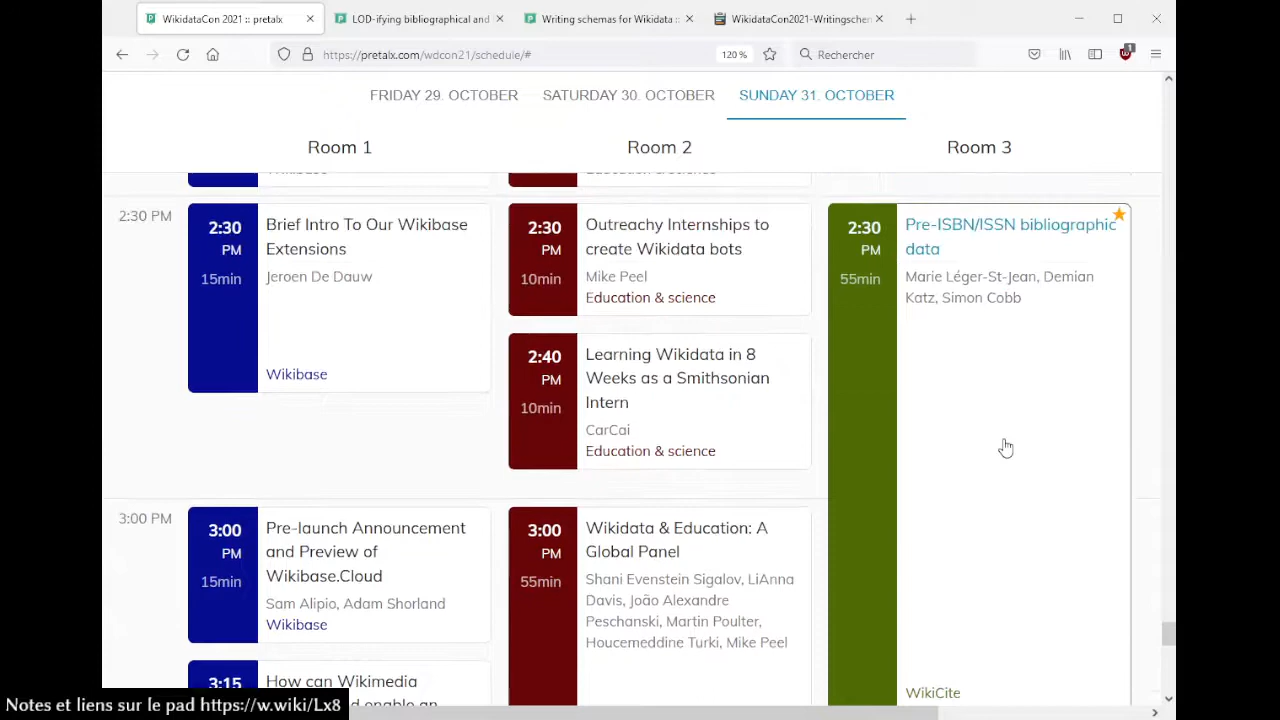 WikidataCon 2021 :: pretalx
LOD-ifying bibliographical and
Writing schemas for Wikidata ::
WikidataCon2021-Writingschem
https://pretalx.com/wdcon21/schedule/#
120 %
Rechercher
1
FRIDAY 29. OCTOBER
SATURDAY 30. OCTOBER
SUNDAY 31. OCTOBER
Room 1
Room 2
Room 3
Wikibase
Education & science
2:30 PM
2:30
PM
15min
Brief Intro To Our Wikibase
Extensions
Jeroen De Dauw
Wikibase
2:30
PM
10min
Outreachy Internships to
create Wikidata bots
Mike Peel
Education & science
2:40
PM
10min
Learning Wikidata in 8
Weeks as a Smithsonian
Intern
CarCai
Education & science
2:30
PM
55min
Pre-ISBN/ISSN bibliographic
data
Marie Léger-St-Jean, Demian
Katz, Simon Cobb
WikiCite
3:00 PM
3:00
PM
15min
Pre-launch Announcement
and Preview of
Wikibase.Cloud
Sam Alipio, Adam Shorland
Wikibase
3:00
PM
55min
Wikidata & Education: A
Global Panel
Shani Evenstein Sigalov, LiAnna
Davis, João Alexandre
Peschanski, Martin Poulter,
Houcemeddine Turki, Mike Peel
3:15
How can Wikimedia
enable an
Notes et liens sur le pad https://w.wiki/Lx8